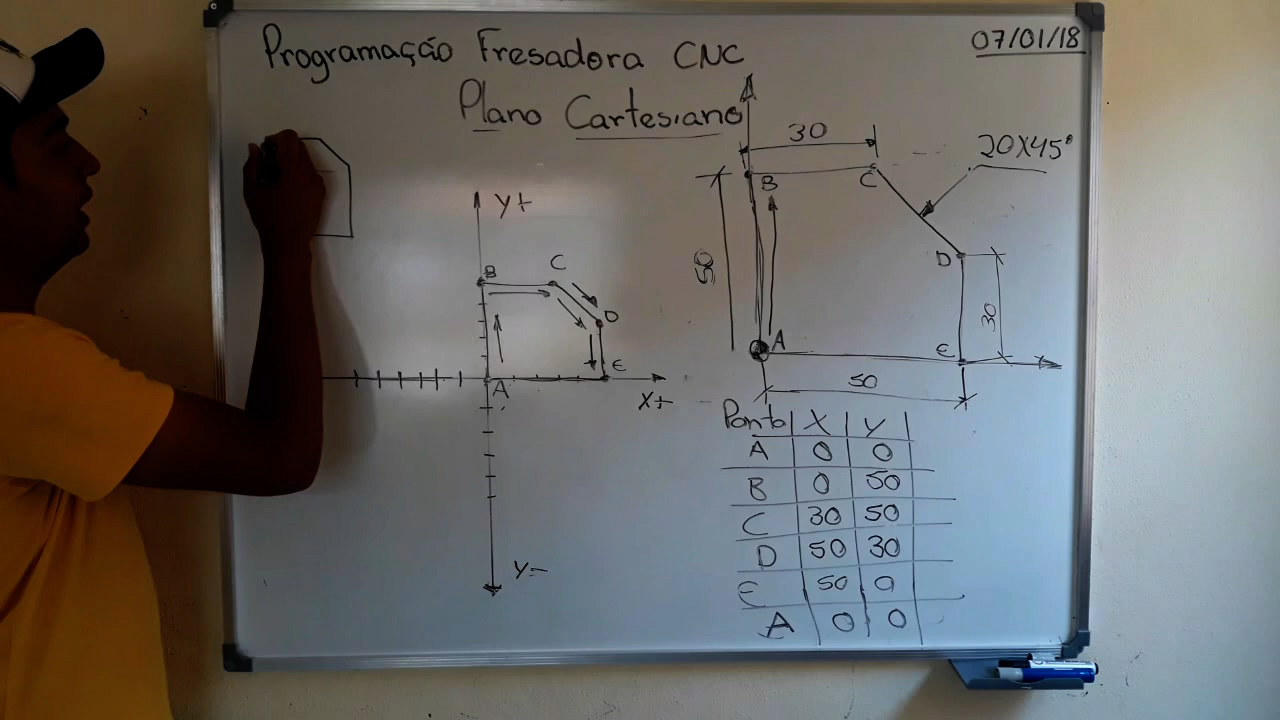 Programação Fresadora CNC
07/01/18
Plano Cartesiano
30
20X45°
B
C
50
D
30
A
E
X
50
Y+
B
C
D
E
A
X+
Y=
Ponto X Y
A 0 0
B 0 50
C 30 50
D 50 30
E 50 0
A 0 0